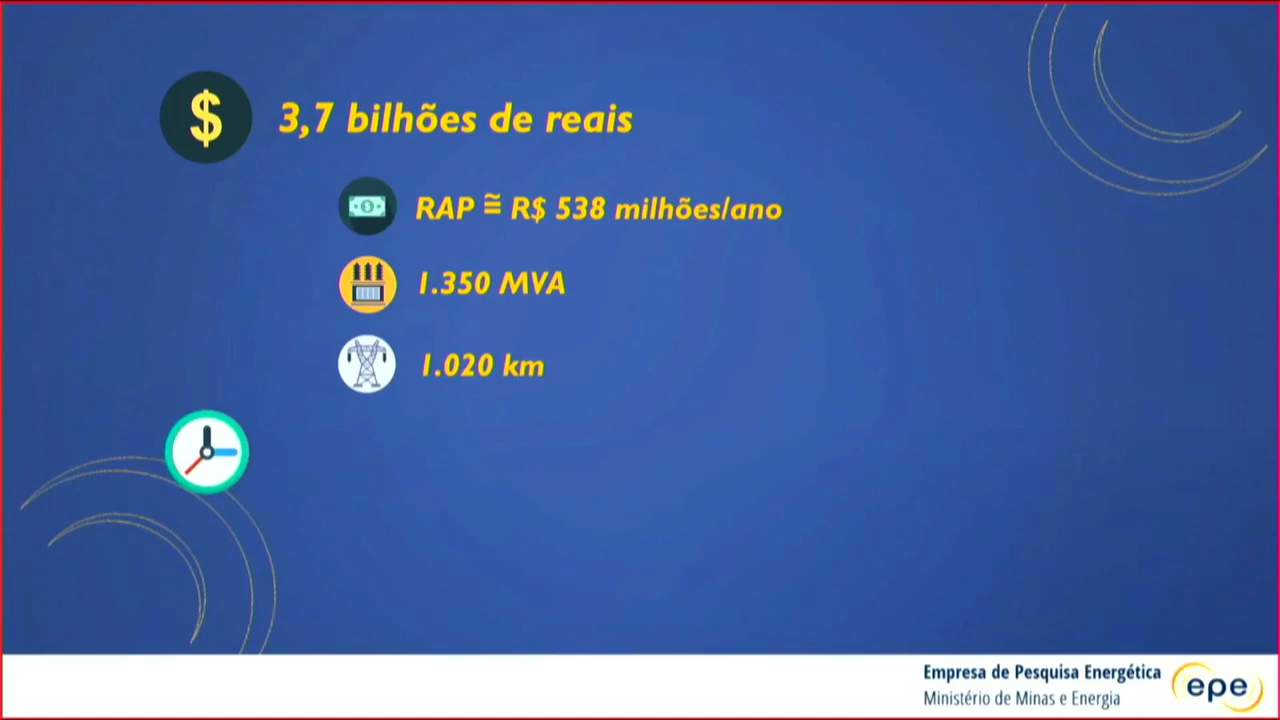 $ 3,7 bilhões de reais
RAP ≅ R$ 538 milhões/ano
1.350 MVA
1.020 km
Empresa de Pesquisa Energética
Ministério de Minas e Energia
epe